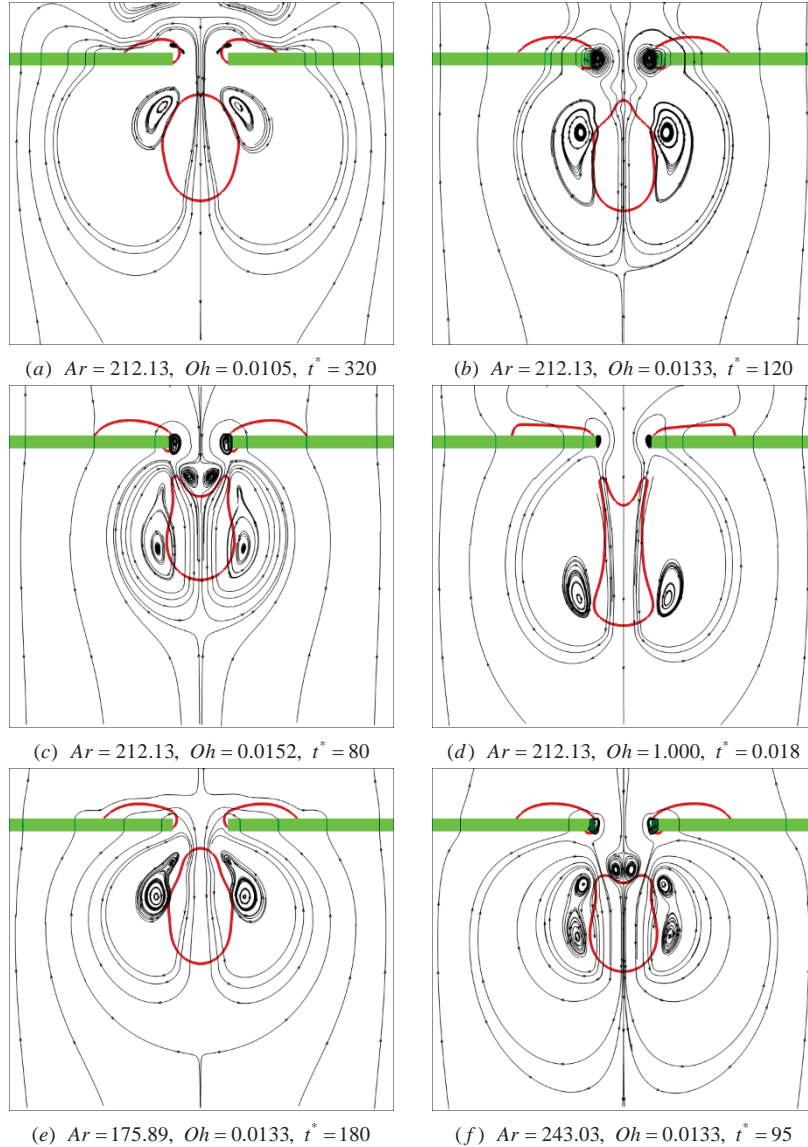 (a) Ar = 212.13, Oh = 0.0105, t* = 320
(b) Ar = 212.13, Oh = 0.0133, t* = 120
(c) Ar = 212.13, Oh = 0.0152, t* = 80
(d) Ar = 212.13, Oh = 1.000, t* = 0.018
(e) Ar = 175.89, Oh = 0.0133, t* = 180
(f) Ar = 243.03, Oh = 0.0133, t* = 95